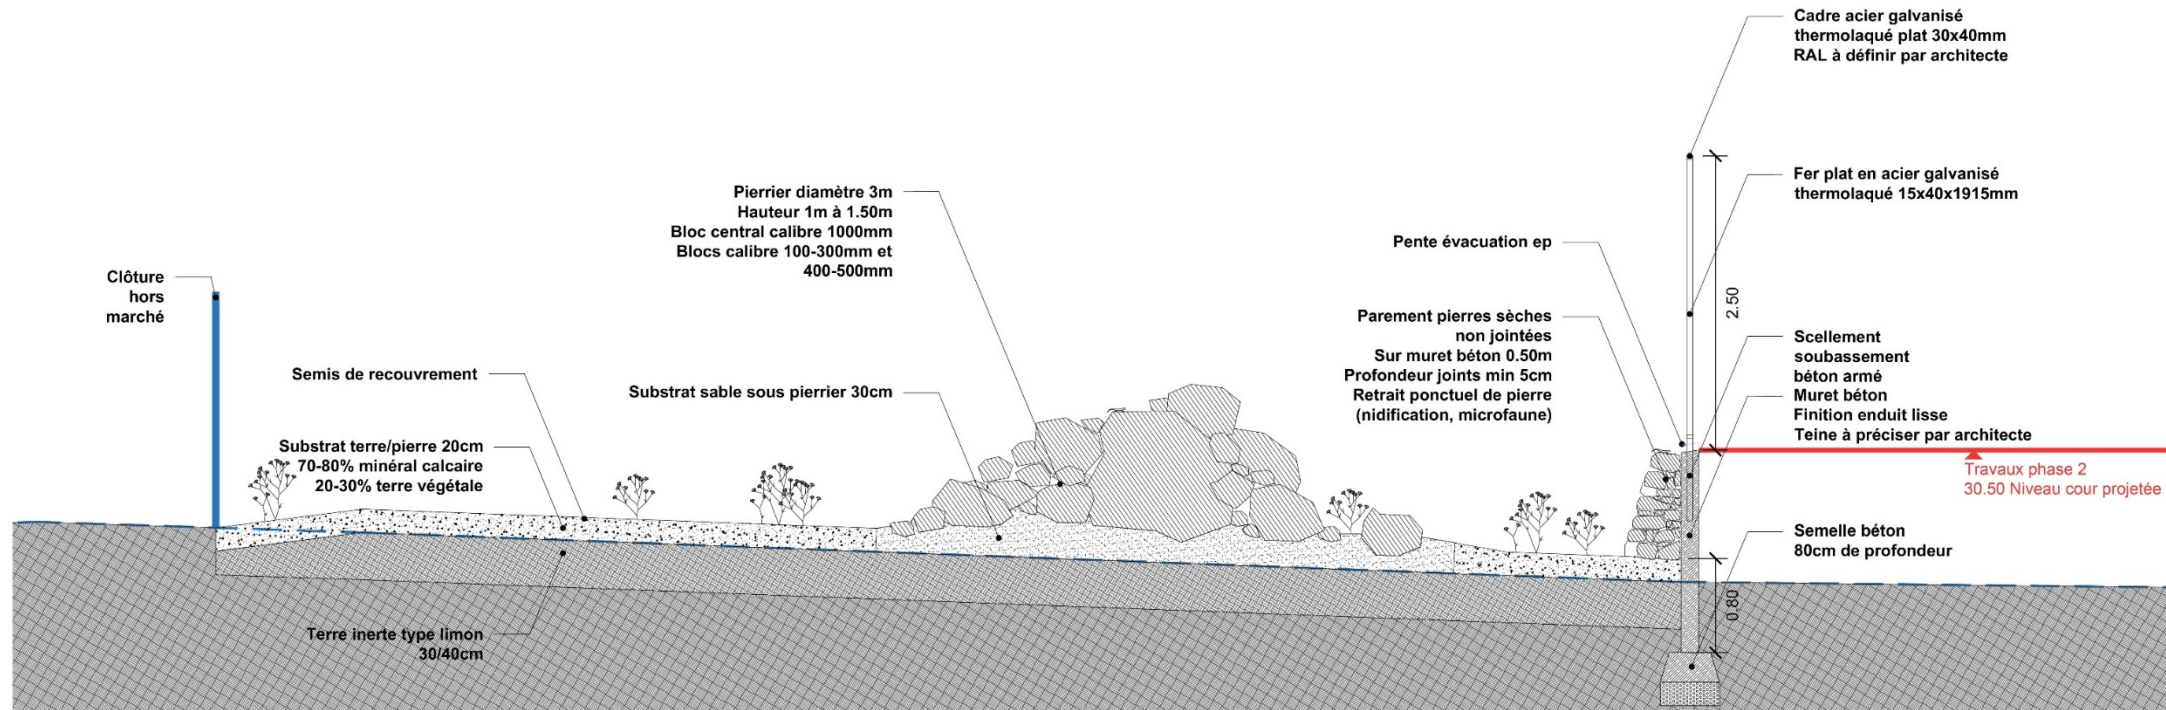 Cadre acier galvanisé
thermolaqué plat 30x40mm
RAL à définir par architecte
Fer plat en acier galvanisé
thermolaqué 15x40x1915mm
Pierrier diamètre 3m
Hauteur 1m à 1.50m
Bloc central calibre 1000mm
Blocs calibre 100-300mm et
400-500mm
Pente évacuation ep
Clôture
hors
marché
2.50
Parement pierres sèches
non jointées
Sur muret béton 0.50m
Profondeur joints min 5cm
Retrait ponctuel de pierre
(nidification, microfaune)
Scellement
soubassement
béton armé
Muret béton
Finition enduit lisse
Teine à préciser par architecte
Semis de recouvrement
Substrat sable sous pierrier 30cm
Substrat terre/pierre 20cm
70-80% minéral calcaire
20-30% terre végétale
Travaux phase 2
30.50 Niveau cour projetée
Semelle béton
80cm de profondeur
0.80
Terre inerte type limon
30/40cm